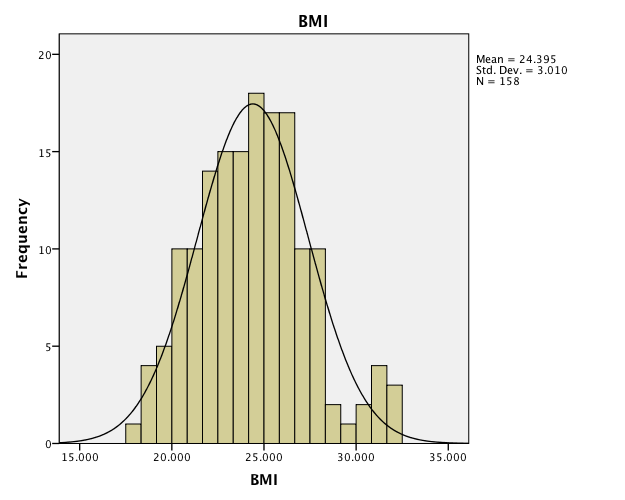 BMI
Mean = 24.395
Std. Dev. = 3.010
N = 158
20
15
10
5
0
Frequency
15.000 20.000 25.000 30.000 35.000
BMI